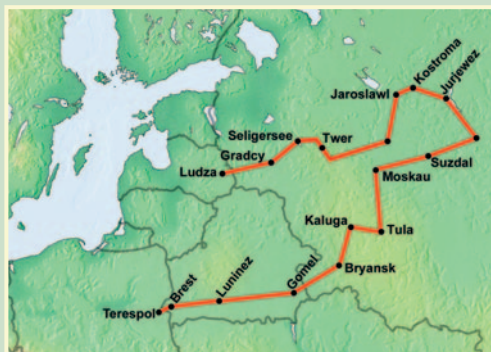 Kostroma
Jurjewez
Jaroslawl
Seligersee
Twer
Gradcy
Suzdal
Ludza
Moskau
Kaluga
Tula
Bryansk
Gomel
Luninez
Brest
Terespol